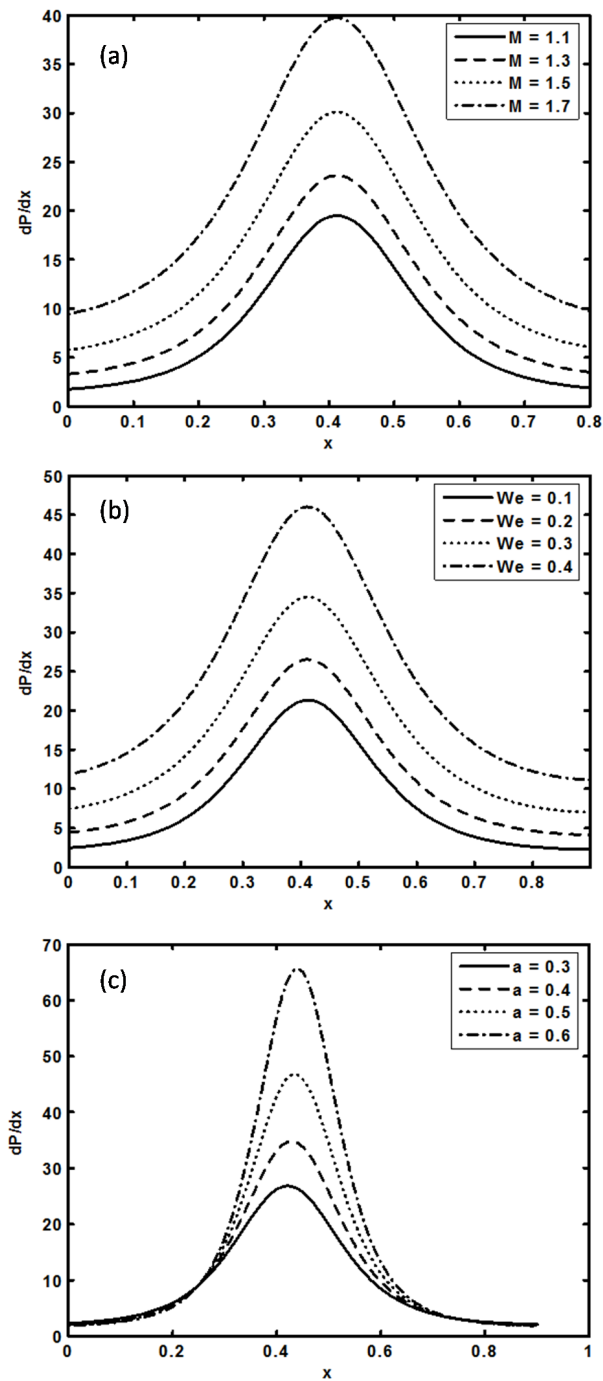 (a)
M = 1.1
M = 1.3
M = 1.5
M = 1.7
40
35
30
25
20
15
10
5
0
dP/dx
0 0.1 0.2 0.3 0.4 0.5 0.6 0.7 0.8
x
(b)
We = 0.1
We = 0.2
We = 0.3
We = 0.4
50
45
40
35
30
25
20
15
10
5
0
dP/dx
0 0.1 0.2 0.3 0.4 0.5 0.6 0.7 0.8
x
(c)
a = 0.3
a = 0.4
a = 0.5
a = 0.6
70
60
50
40
30
20
10
0
dP/dx
0 0.2 0.4 0.6 0.8 1
x